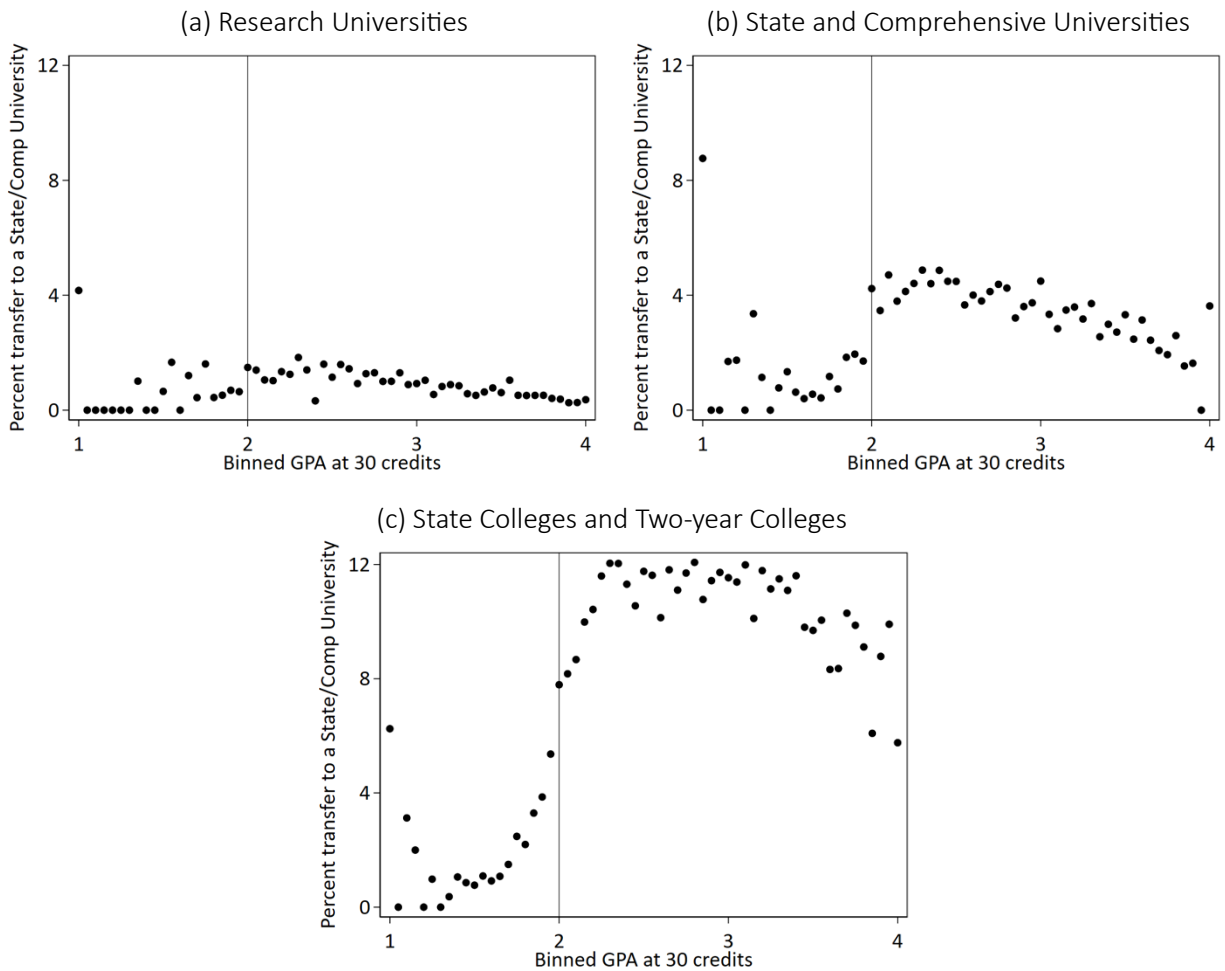 (a) Research Universities
Percent transfer to a State/Comp University
12
8
4
0
1 2 3 4
Binned GPA at 30 credits
(b) State and Comprehensive Universities
Percent transfer to a State/Comp University
12
8
4
0
1 2 3 4
Binned GPA at 30 credits
(c) State Colleges and Two-year Colleges
Percent transfer to a State/Comp University
12
8
4
0
1 2 3 4
Binned GPA at 30 credits